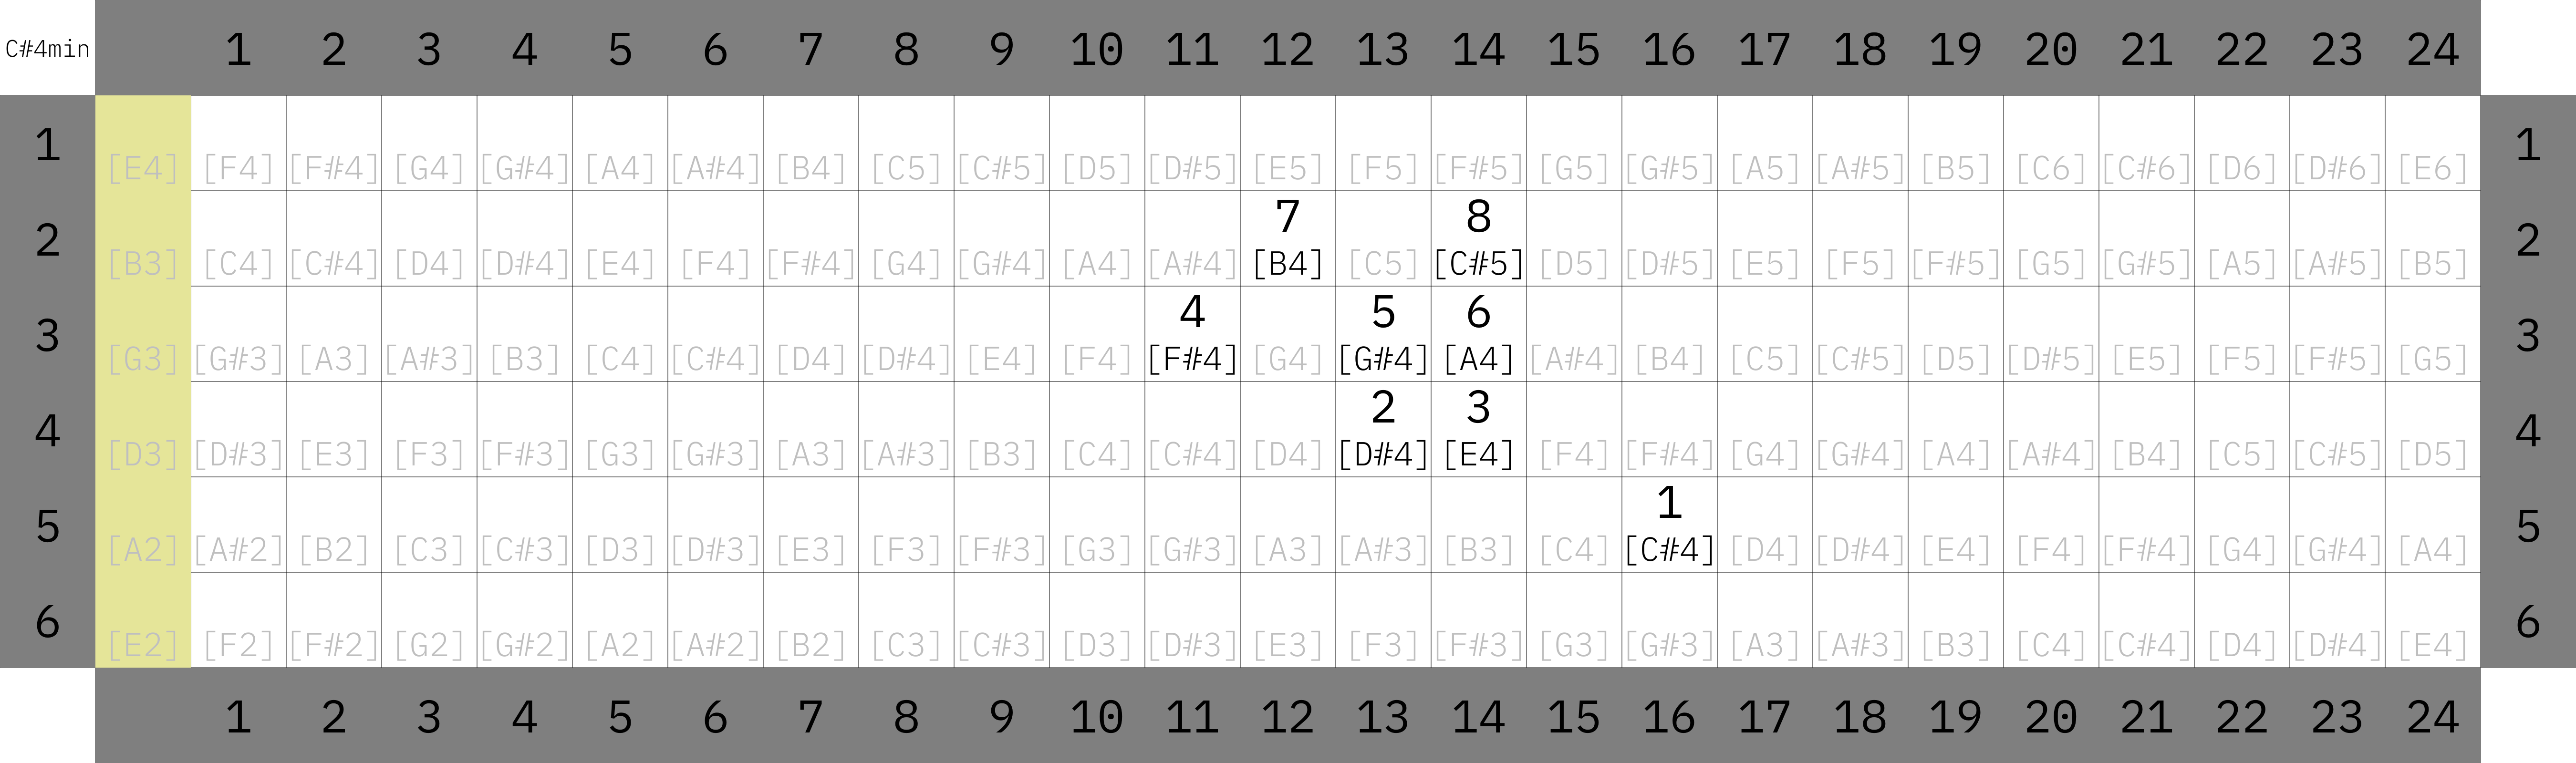 C#4min 1 2 3 4 5 6 7 8 9 10 11 12 13 14 15 16 17 18 19 20 21 22 23 24
1 [E4] [F4] [F#4] [G4] [G#4] [A4] [A#4] [B4] [C5] [C#5] [D5] [D#5] [E5] [F5] [F#5] [G5] [G#5] [A5] [A#5] [B5] [C6] [C#6] [D6] [D#6] [E6] 1
7 8
2 [B3] [C4] [C#4] [D4] [D#4] [E4] [F4] [F#4] [G4] [G#4] [A4] [A#4] [B4] [C5] [C#5] [D5] [D#5] [E5] [F5] [F#5] [G5] [G#5] [A5] [A#5] [B5] 2
4 5 6
3 [G3] [G#3] [A3] [A#3] [B3] [C4] [C#4] [D4] [D#4] [E4] [F4] [F#4] [G4] [G#4] [A4] [A#4] [B4] [C5] [C#5] [D5] [D#5] [E5] [F5] [F#5] [G5] 3
2 3
4 [D3] [D#3] [E3] [F3] [F#3] [G3] [G#3] [A3] [A#3] [B3] [C4] [C#4] [D4] [D#4] [E4] [F4] [F#4] [G4] [G#4] [A4] [A#4] [B4] [C5] [C#5] [D5] 4
1
5 [A2] [A#2] [B2] [C3] [C#3] [D3] [D#3] [E3] [F3] [F#3] [G3] [G#3] [A3] [A#3] [B3] [C4] [C#4] [D4] [D#4] [E4] [F4] [F#4] [G4] [G#4] [A4] 5
6 [E2] [F2] [F#2] [G2] [G#2] [A2] [A#2] [B2] [C3] [C#3] [D3] [D#3] [E3] [F3] [F#3] [G3] [G#3] [A3] [A#3] [B3] [C4] [C#4] [D4] [D#4] [E4] 6
1 2 3 4 5 6 7 8 9 10 11 12 13 14 15 16 17 18 19 20 21 22 23 24